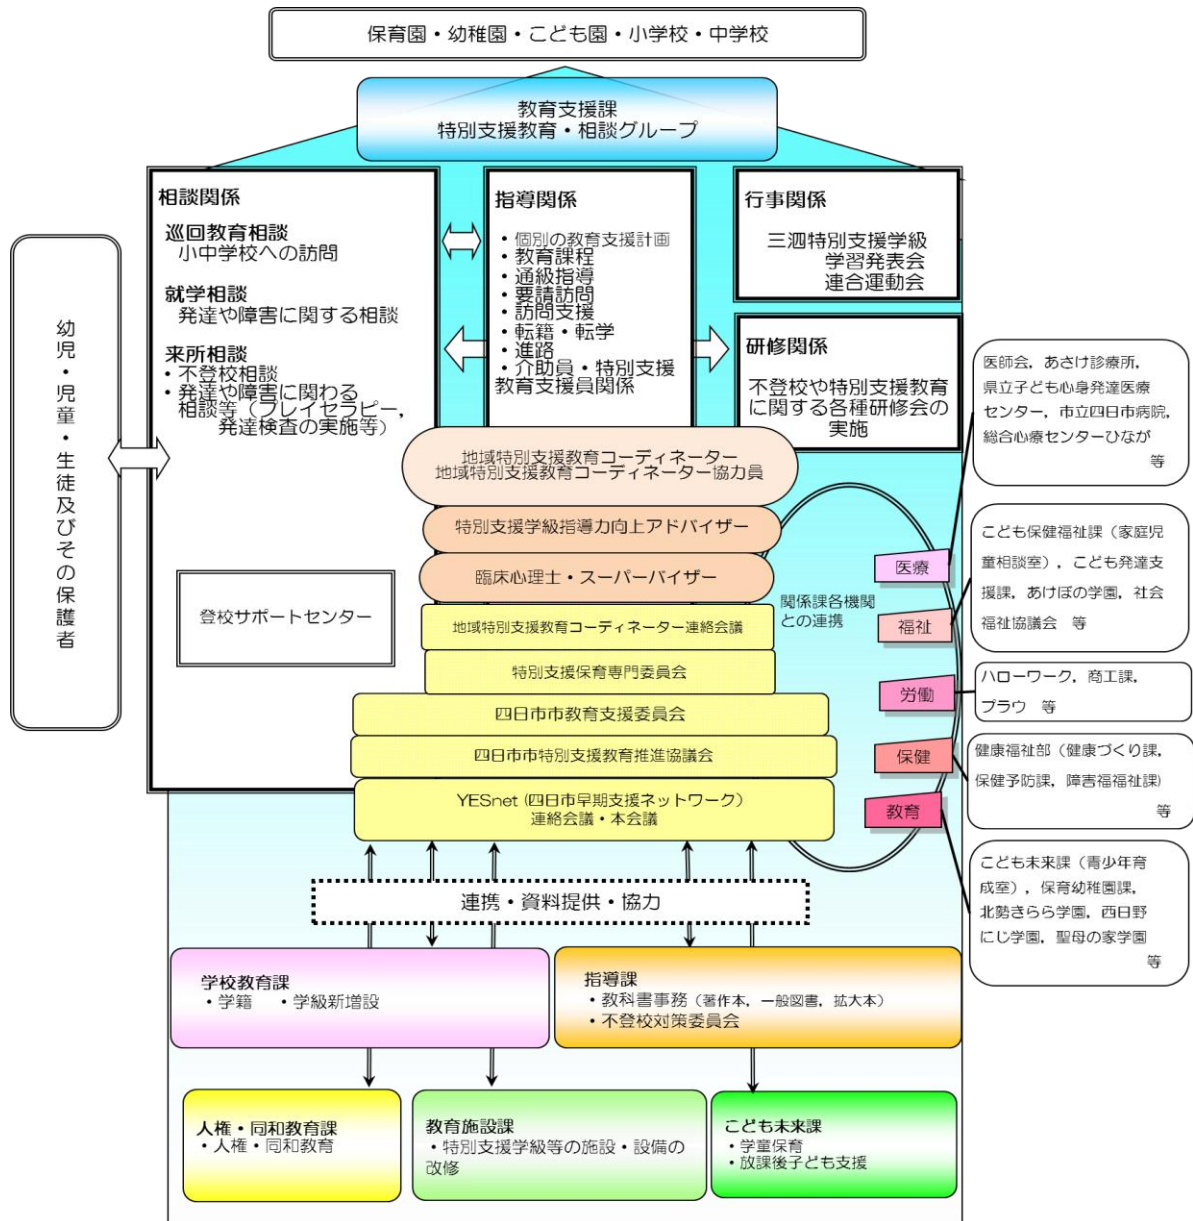 保育園・幼稚園・こども園・小学校・中学校
教育支援課
特別支援教育・相談グループ
幼児・児童・生徒及びその保護者
相談関係
巡回教育相談
小中学校への訪問
就学相談
発達や障害に関する相談
来所相談
・不登校相談
・発達や障害に関わる
相談等（プレイセラピー，
発達検査の実施等）
登校サポートセンター
指導関係
・個別の教育支援計画
・教育課程
・通級指導
・要請訪問
・訪問支援
・転籍・転学
・進路
・介助員・特別支援
教育支援員関係
行事関係
三泗特別支援学級
学習発表会
連合運動会
研修関係
不登校や特別支援教育
に関する各種研修会の
実施
地域特別支援教育コーディネーター
地域特別支援教育コーディネーター協力員
特別支援学級指導力向上アドバイザー
臨床心理士・スーパーバイザー
地域特別支援教育コーディネーター連絡会議
特別支援保育専門委員会
四日市市教育支援委員会
四日市市特別支援教育推進協議会
YESnet（四日市早期支援ネットワーク）
連絡会議・本会議
関係課各機関
との連携
医療
福祉
労働
保健
教育
医師会，あさけ診療所，
県立子ども心身発達医療
センター，市立四日市病院，
総合心療センターひなが
等
こども保健福祉課（家庭児
童相談室），こども発達支
援課，あけぼの学園，社会
福祉協議会　等
ハローワーク，商工課，
プラウ　等
健康福祉部（健康づくり課，
保健予防課，障害福福祉課）
等
こども未来課（青少年育
成室），保育幼稚園課，
北勢きらら学園，西日野
にじ学園，聖母の家学園
等
連携・資料提供・協力
学校教育課
・学籍　・学級新増設
指導課
・教科書事務（著作本，一般図書，拡大本）
・不登校対策委員会
人権・同和教育課
・人権・同和教育
教育施設課
・特別支援学級等の施設・設備の
改修
こども未来課
・学童保育
・放課後子ども支援